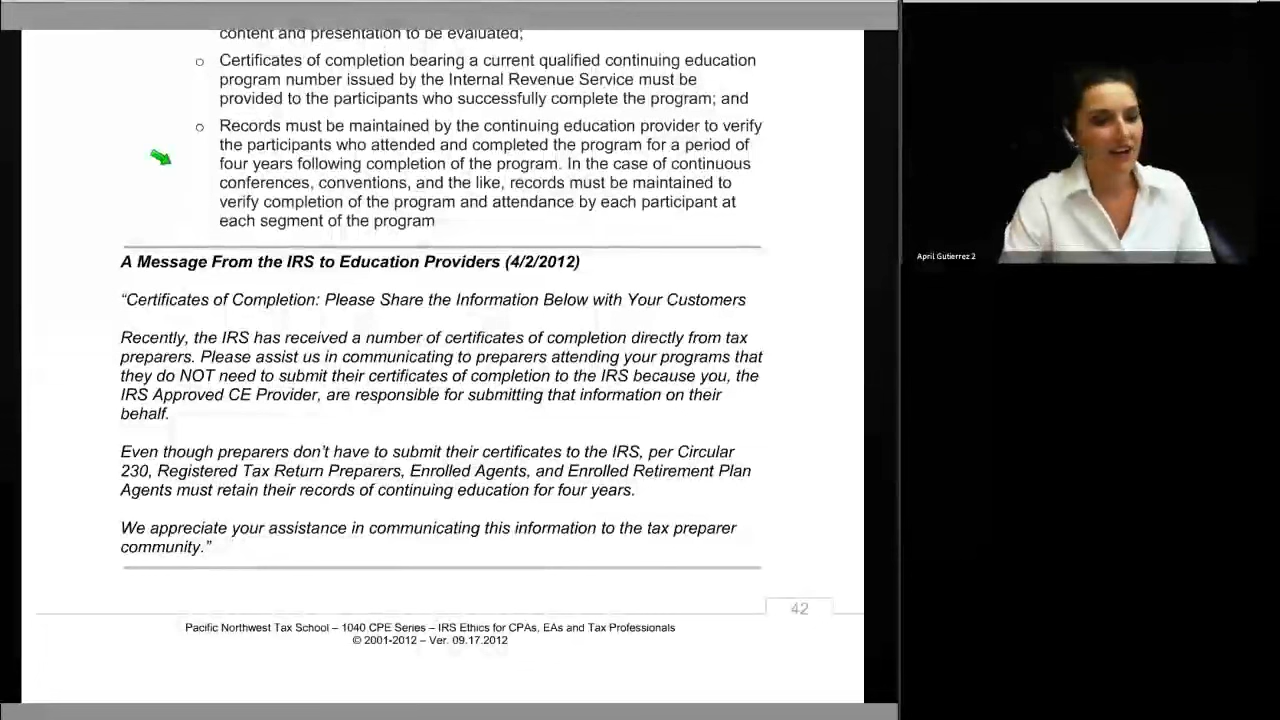 content and presentation to be evaluated;
o Certificates of completion bearing a current qualified continuing education
program number issued by the Internal Revenue Service must be
provided to the participants who successfully complete the program; and
o Records must be maintained by the continuing education provider to verify
the participants who attended and completed the program for a period of
four years following completion of the program. In the case of continuous
conferences, conventions, and the like, records must be maintained to
verify completion of the program and attendance by each participant at
each segment of the program
A Message From the IRS to Education Providers (4/2/2012)
“Certificates of Completion: Please Share the Information Below with Your Customers
Recently, the IRS has received a number of certificates of completion directly from tax
preparers. Please assist us in communicating to preparers attending your programs that
they do NOT need to submit their certificates of completion to the IRS because you, the
IRS Approved CE Provider, are responsible for submitting that information on their
behalf.
Even though preparers don’t have to submit their certificates to the IRS, per Circular
230, Registered Tax Return Preparers, Enrolled Agents, and Enrolled Retirement Plan
Agents must retain their records of continuing education for four years.
We appreciate your assistance in communicating this information to the tax preparer
community.”
42
Pacific Northwest Tax School – 1040 CPE Series – IRS Ethics for CPAs, EAs and Tax Professionals
© 2001-2012 – Ver. 09.17.2012
April Gutierrez 2